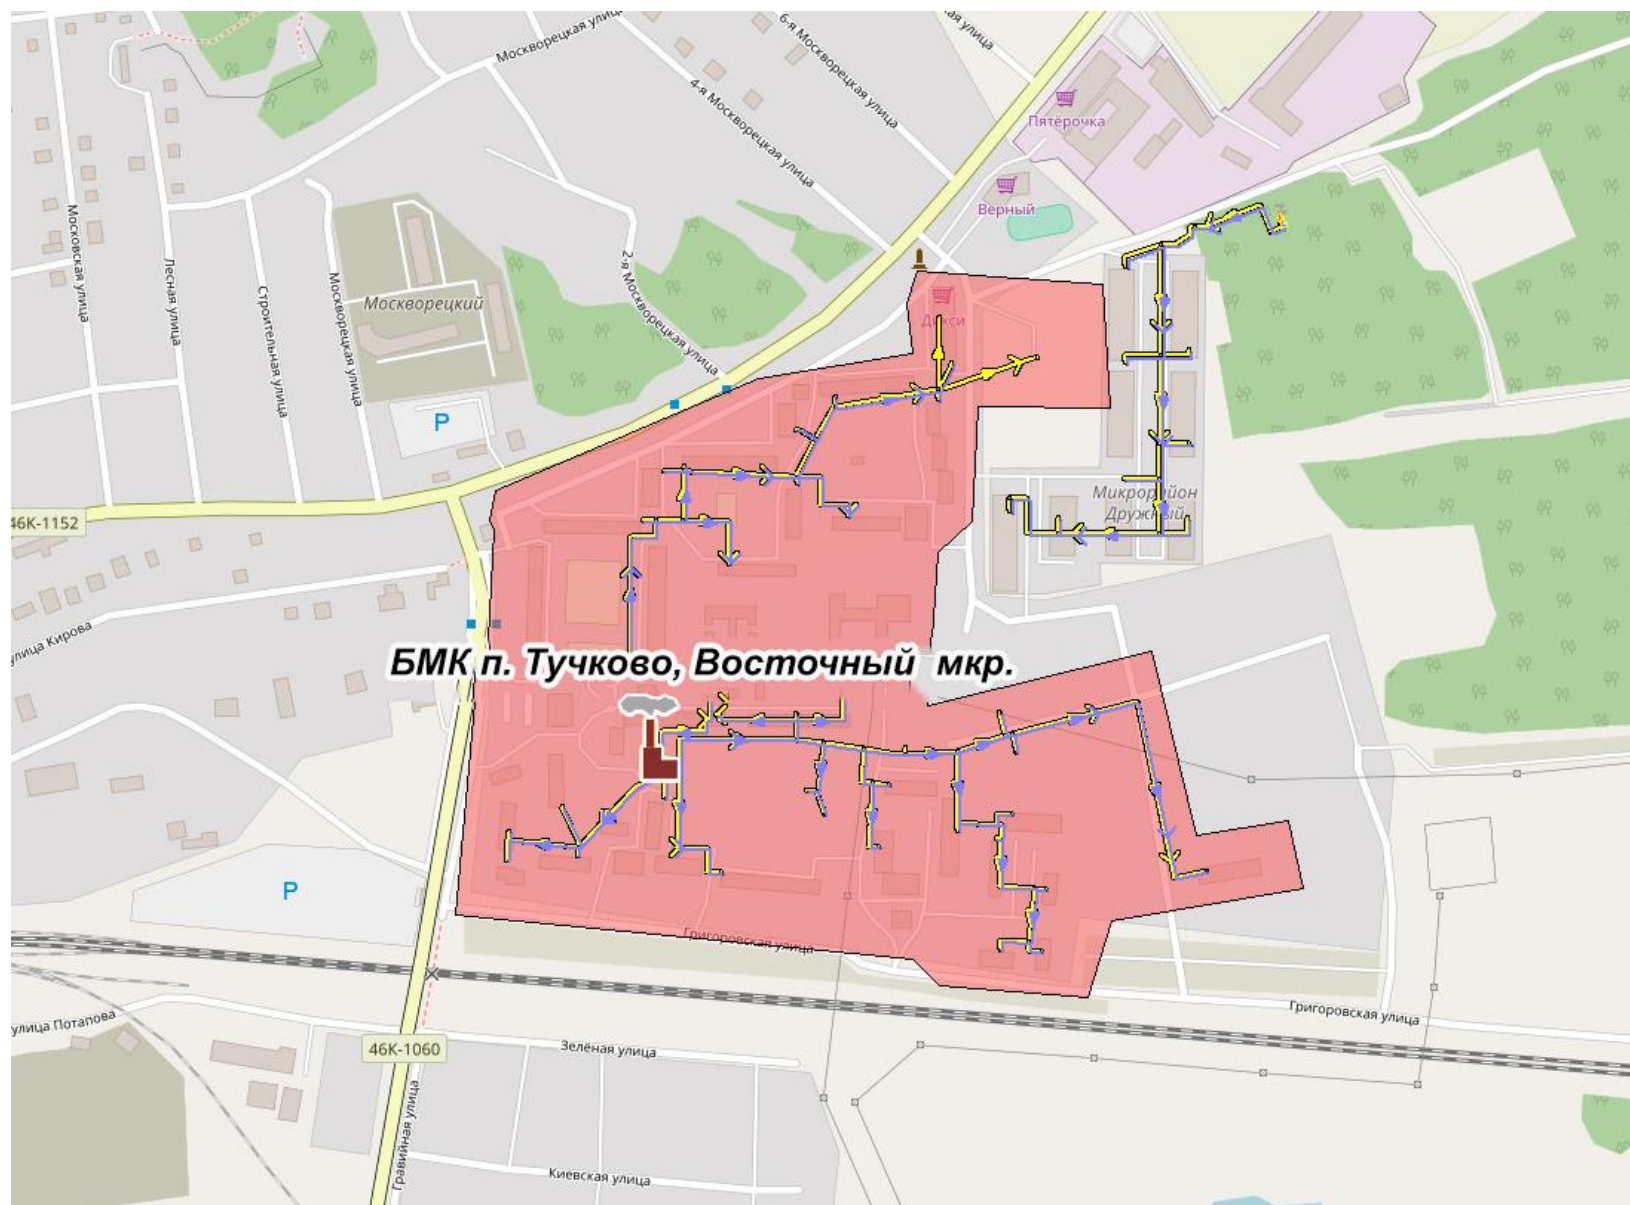 Москворецкая улица
6-я Москворецкая улица
улица
4-я Москворецкая улица
Пятёрочка
Верный
Московская улица
Лесная улица
Строительная улица
Москворецкая улица
2-я Москворецкая улица
Москворецкий
Дикси
P
46К-1152
Микрорайон
Дружный
улица Кирова
БМК п. Тучково, Восточный мкр.
P
Григоровская улица
Григоровская улица
улица Потапова
46К-1060
Зелёная улица
Гравийная улица
Киевская улица